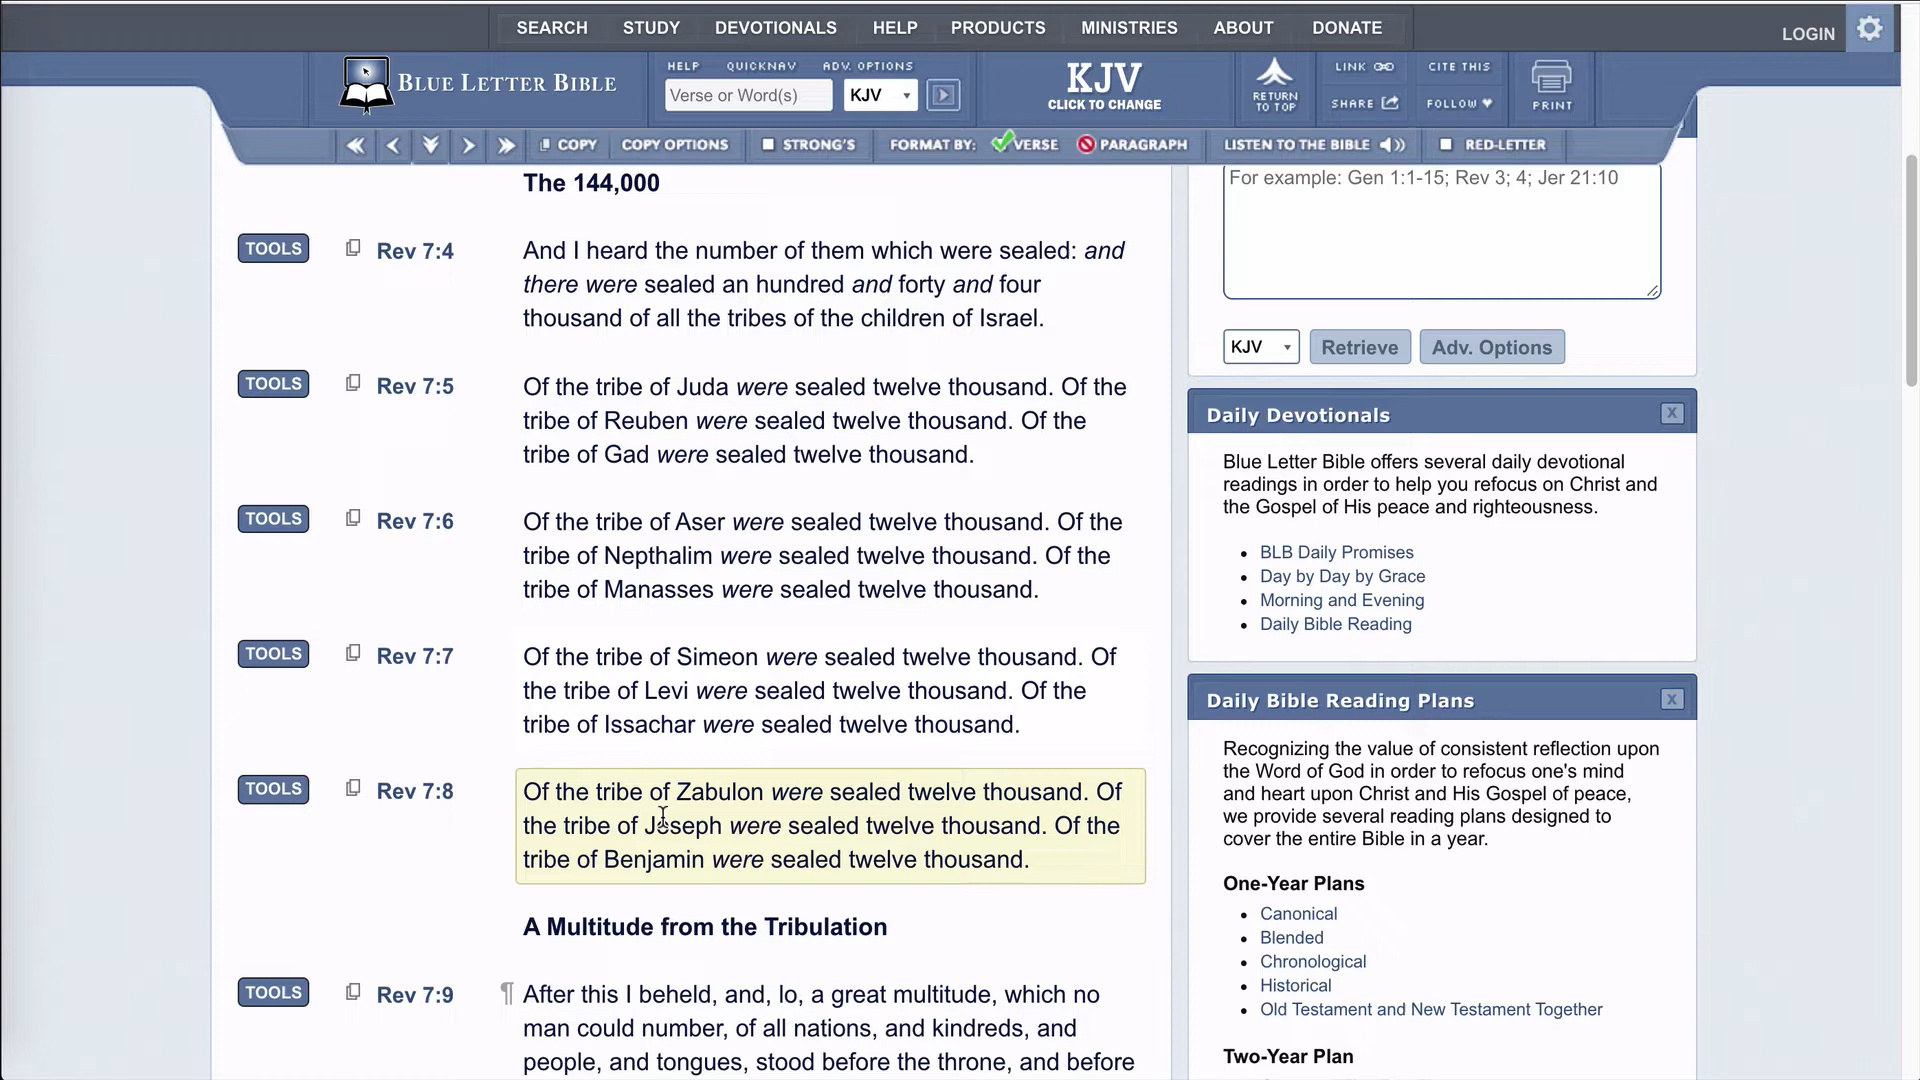 SEARCH STUDY DEVOTIONALS HELP PRODUCTS MINISTRIES ABOUT DONATE
LOGIN
BLUE LETTER BIBLE
HELP QUICKNAV ADV. OPTIONS
Verse or Word(s) KJV
KJV
CLICK TO CHANGE
RETURN
TO TOP
LINK CITE THIS
SHARE FOLLOW
PRINT
COPY COPY OPTIONS STRONG'S FORMAT BY: VERSE PARAGRAPH LISTEN TO THE BIBLE RED-LETTER
The 144,000
TOOLS Rev 7:4 And I heard the number of them which were sealed: and
there were sealed an hundred and forty and four
thousand of all the tribes of the children of Israel.
TOOLS Rev 7:5 Of the tribe of Juda were sealed twelve thousand. Of the
tribe of Reuben were sealed twelve thousand. Of the
tribe of Gad were sealed twelve thousand.
TOOLS Rev 7:6 Of the tribe of Aser were sealed twelve thousand. Of the
tribe of Nepthalim were sealed twelve thousand. Of the
tribe of Manasses were sealed twelve thousand.
TOOLS Rev 7:7 Of the tribe of Simeon were sealed twelve thousand. Of
the tribe of Levi were sealed twelve thousand. Of the
tribe of Issachar were sealed twelve thousand.
TOOLS Rev 7:8 Of the tribe of Zabulon were sealed twelve thousand. Of
the tribe of Joseph were sealed twelve thousand. Of the
tribe of Benjamin were sealed twelve thousand.
A Multitude from the Tribulation
TOOLS Rev 7:9 ¶ After this I beheld, and, lo, a great multitude, which no
man could number, of all nations, and kindreds, and
people, and tongues, stood before the throne, and before
For example: Gen 1:1-15; Rev 3; 4; Jer 21:10
KJV Retrieve Adv. Options
Daily Devotionals X
Blue Letter Bible offers several daily devotional
readings in order to help you refocus on Christ and
the Gospel of His peace and righteousness.
• BLB Daily Promises
• Day by Day by Grace
• Morning and Evening
• Daily Bible Reading
Daily Bible Reading Plans X
Recognizing the value of consistent reflection upon
the Word of God in order to refocus one's mind
and heart upon Christ and His Gospel of peace,
we provide several reading plans designed to
cover the entire Bible in a year.
One-Year Plans
• Canonical
• Blended
• Chronological
• Historical
• Old Testament and New Testament Together
Two-Year Plan